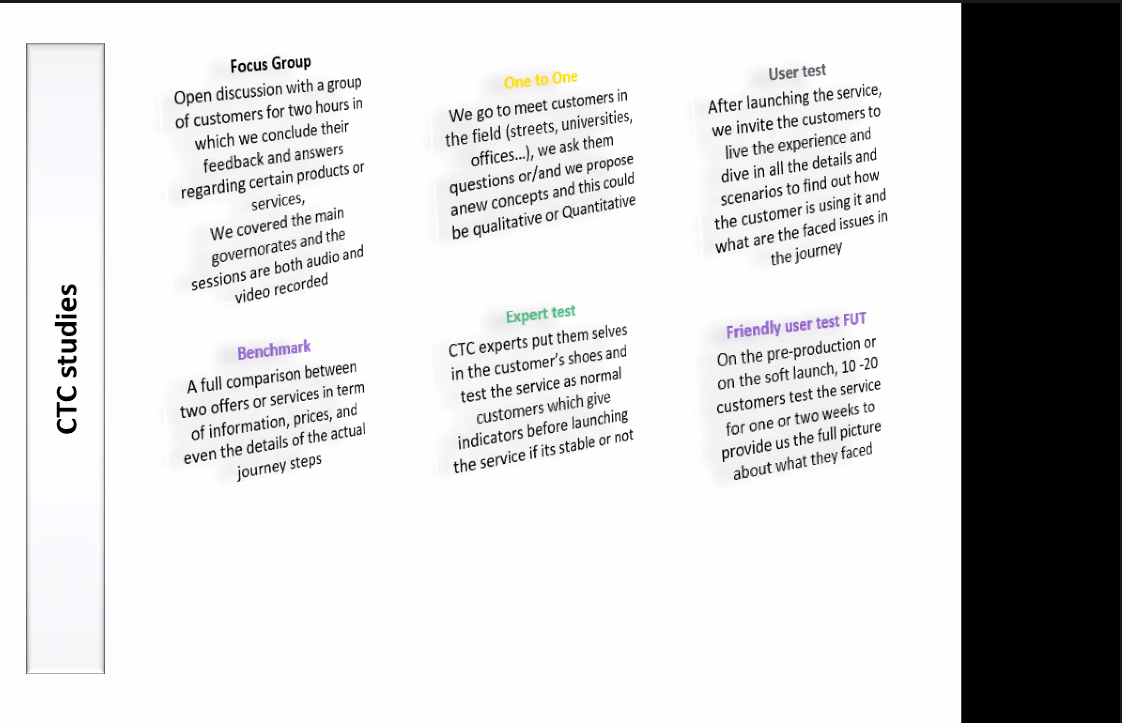 CTC studies
Focus Group
Open discussion with a group
of customers for two hours in
which we conclude their
feedback and answers
regarding certain products or
services,
We covered the main
governorates and the
sessions are both audio and
video recorded
One to One
We go to meet customers in
the field (streets, universities,
offices...), we ask them
questions or/and we propose
anew concepts and this could
be qualitative or Quantitative
User test
After launching the service,
we invite the customers to
live the experience and
dive in all the details and
scenarios to find out how
the customer is using it and
what are the faced issues in
the journey
Benchmark
A full comparison between
two offers or services in term
of information, prices, and
even the details of the actual
journey steps
Expert test
CTC experts put them selves
in the customer's shoes and
test the service as normal
customers which give
indicators before launching
the service if its stable or not
Friendly user test FUT
On the pre-production or
on the soft launch, 10 -20
customers test the service
for one or two weeks to
provide us the full picture
about what they faced